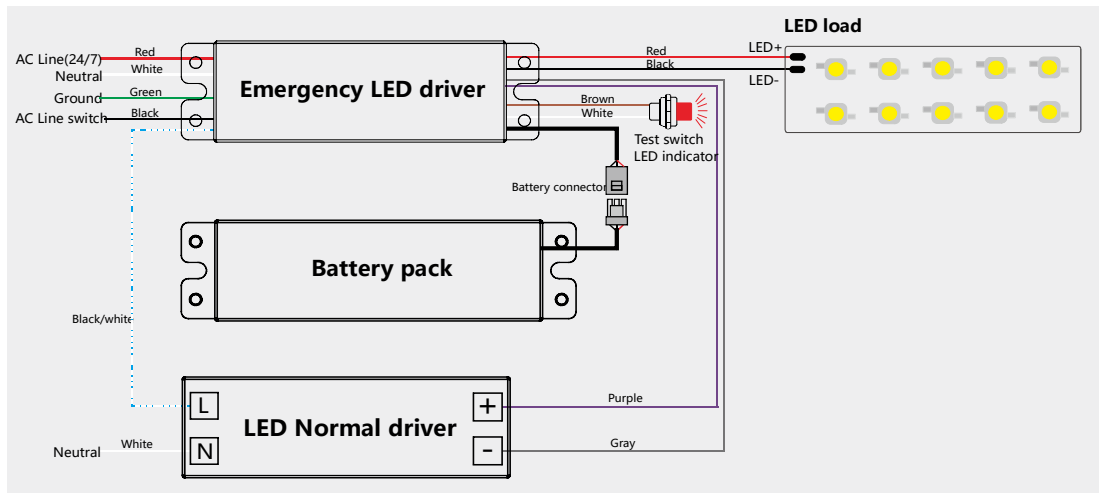 LED load
AC Line(24/7)
Red
Neutral
White
Ground
Green
AC Line switch
Black
Emergency LED driver
Red
Black
LED+
LED-
Brown
White
Test switch
LED indicator
Battery connector
Battery pack
Black/white
L
N
LED Normal driver
+
-
Purple
Gray
Neutral
White